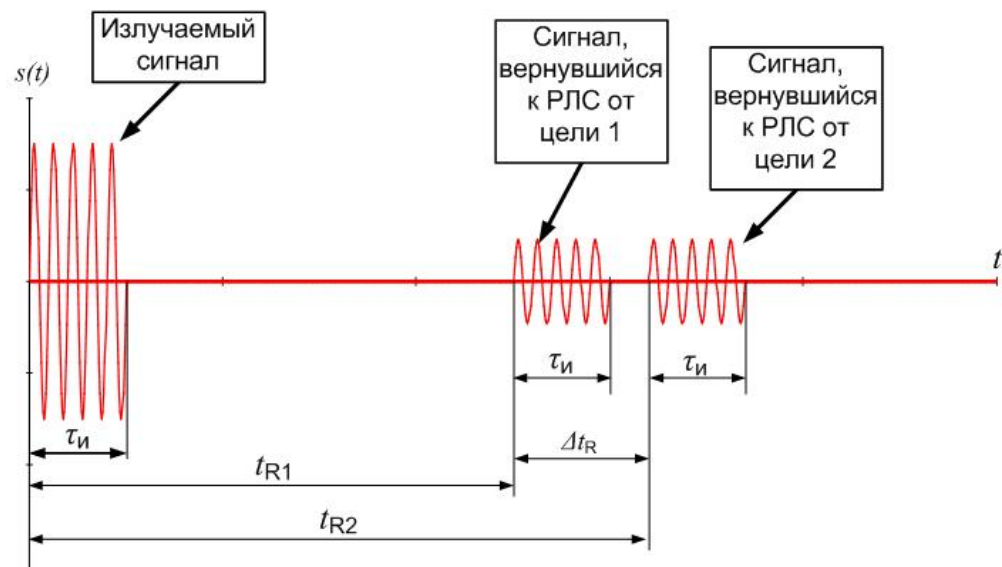 Излучаемый
сигнал
s(t)
Сигнал,
вернувшийся
к РЛС от
цели 1
Сигнал,
вернувшийся
к РЛС от
цели 2
t
τи
τи
τи
ΔtR
tR1
tR2